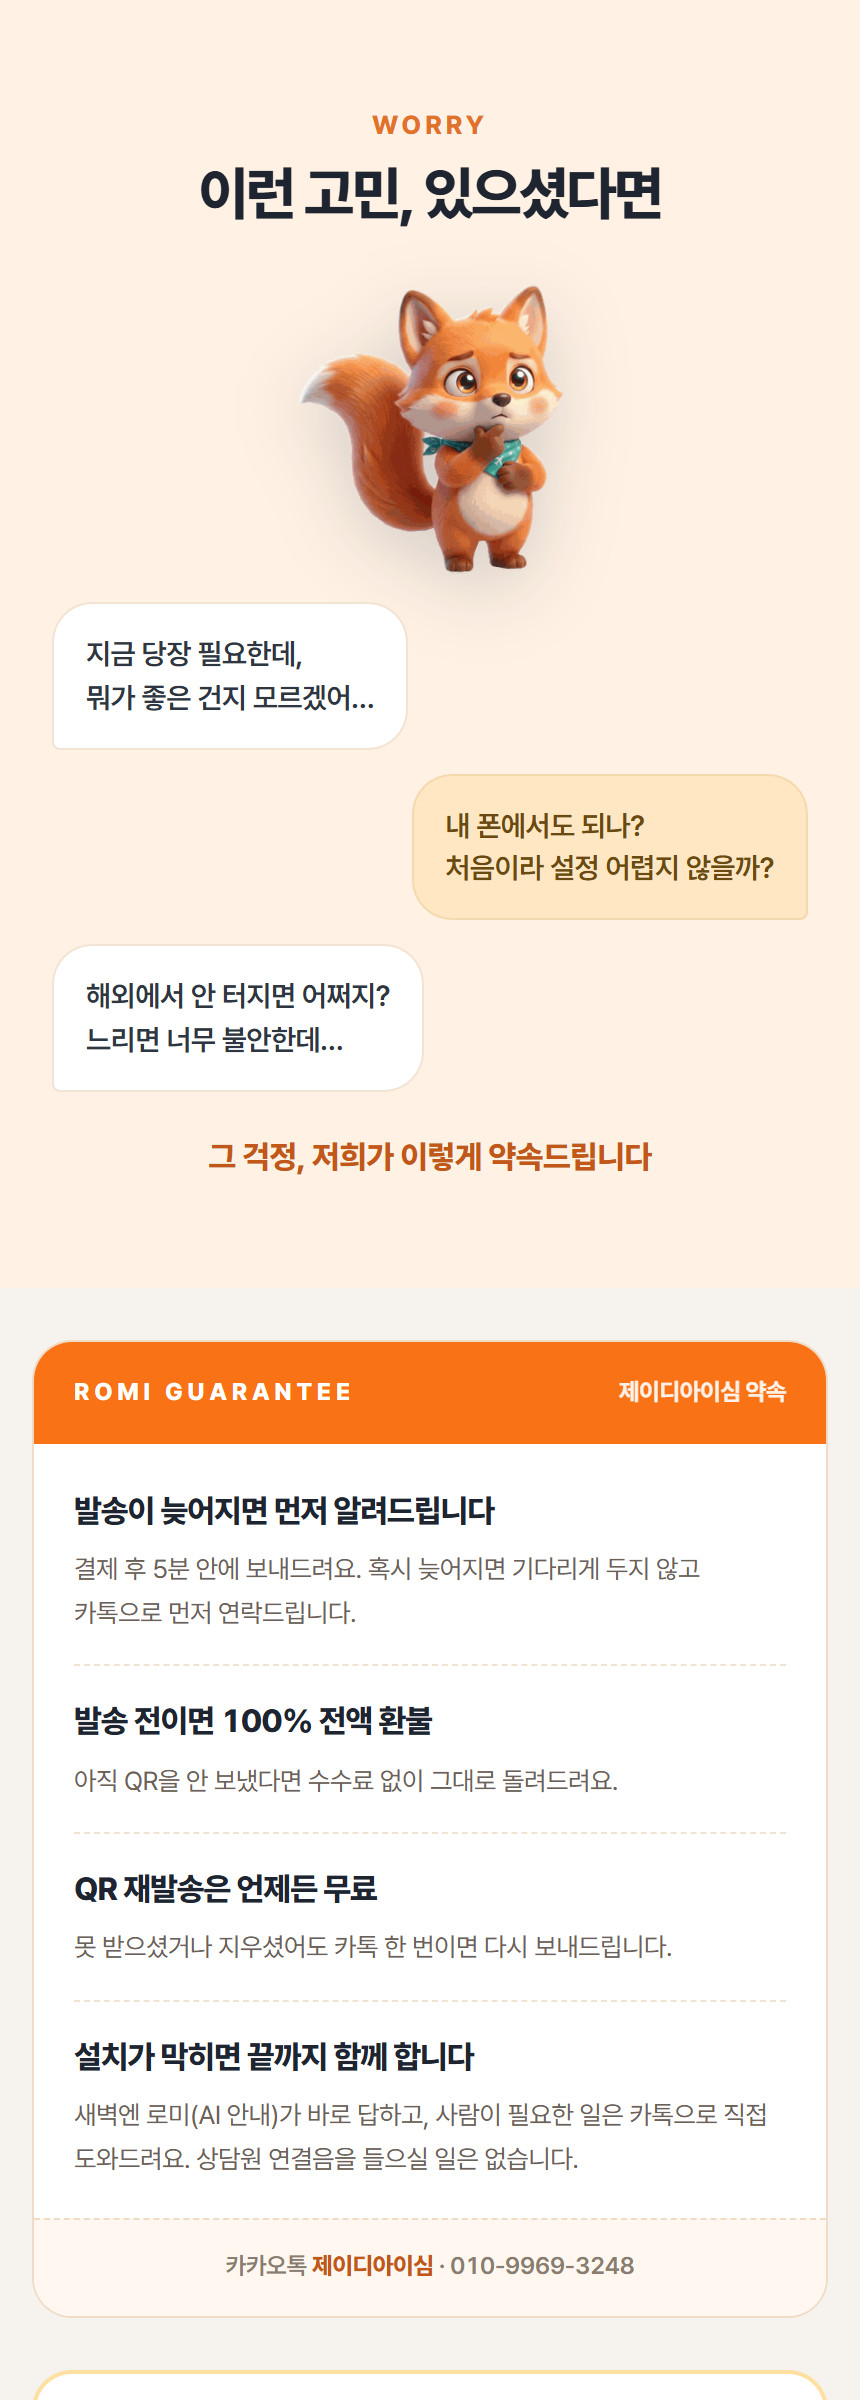 WORRY
이런 고민, 있으셨다면
지금 당장 필요한데,
뭐가 좋은 건지 모르겠어...
내 폰에서도 되나?
처음이라 설정 어렵지 않을까?
해외에서 안 터지면 어쩌지?
느리면 너무 불안한데...
그 걱정, 저희가 이렇게 약속드립니다
ROMI GUARANTEE
제이디아이심 약속
발송이 늦어지면 먼저 알려드립니다
결제 후 5분 안에 보내드려요. 혹시 늦어지면 기다리게 두지 않고
카톡으로 먼저 연락드립니다.
발송 전이면 100% 전액 환불
아직 QR을 안 보냈다면 수수료 없이 그대로 돌려드려요.
QR 재발송은 언제든 무료
못 받으셨거나 지우셨어도 카톡 한 번이면 다시 보내드립니다.
설치가 막히면 끝까지 함께 합니다
새벽엔 로미(AI 안내)가 바로 답하고, 사람이 필요한 일은 카톡으로 직접
도와드려요. 상담원 연결음을 들으실 일은 없습니다.
카카오톡 제이디아이심 · 010-9969-3248